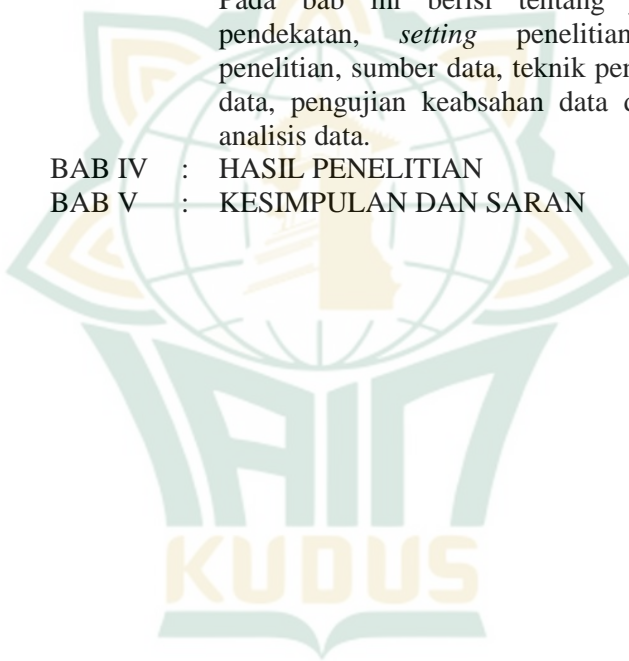 Pada bab ini berisi tentang
pendekatan, setting penelitian
penelitian, sumber data, teknik
data, pengujian keabsahan data
analisis data.
BAB IV : HASIL PENELITIAN
BAB V : KESIMPULAN DAN SARAN
IAIN
KUDUS